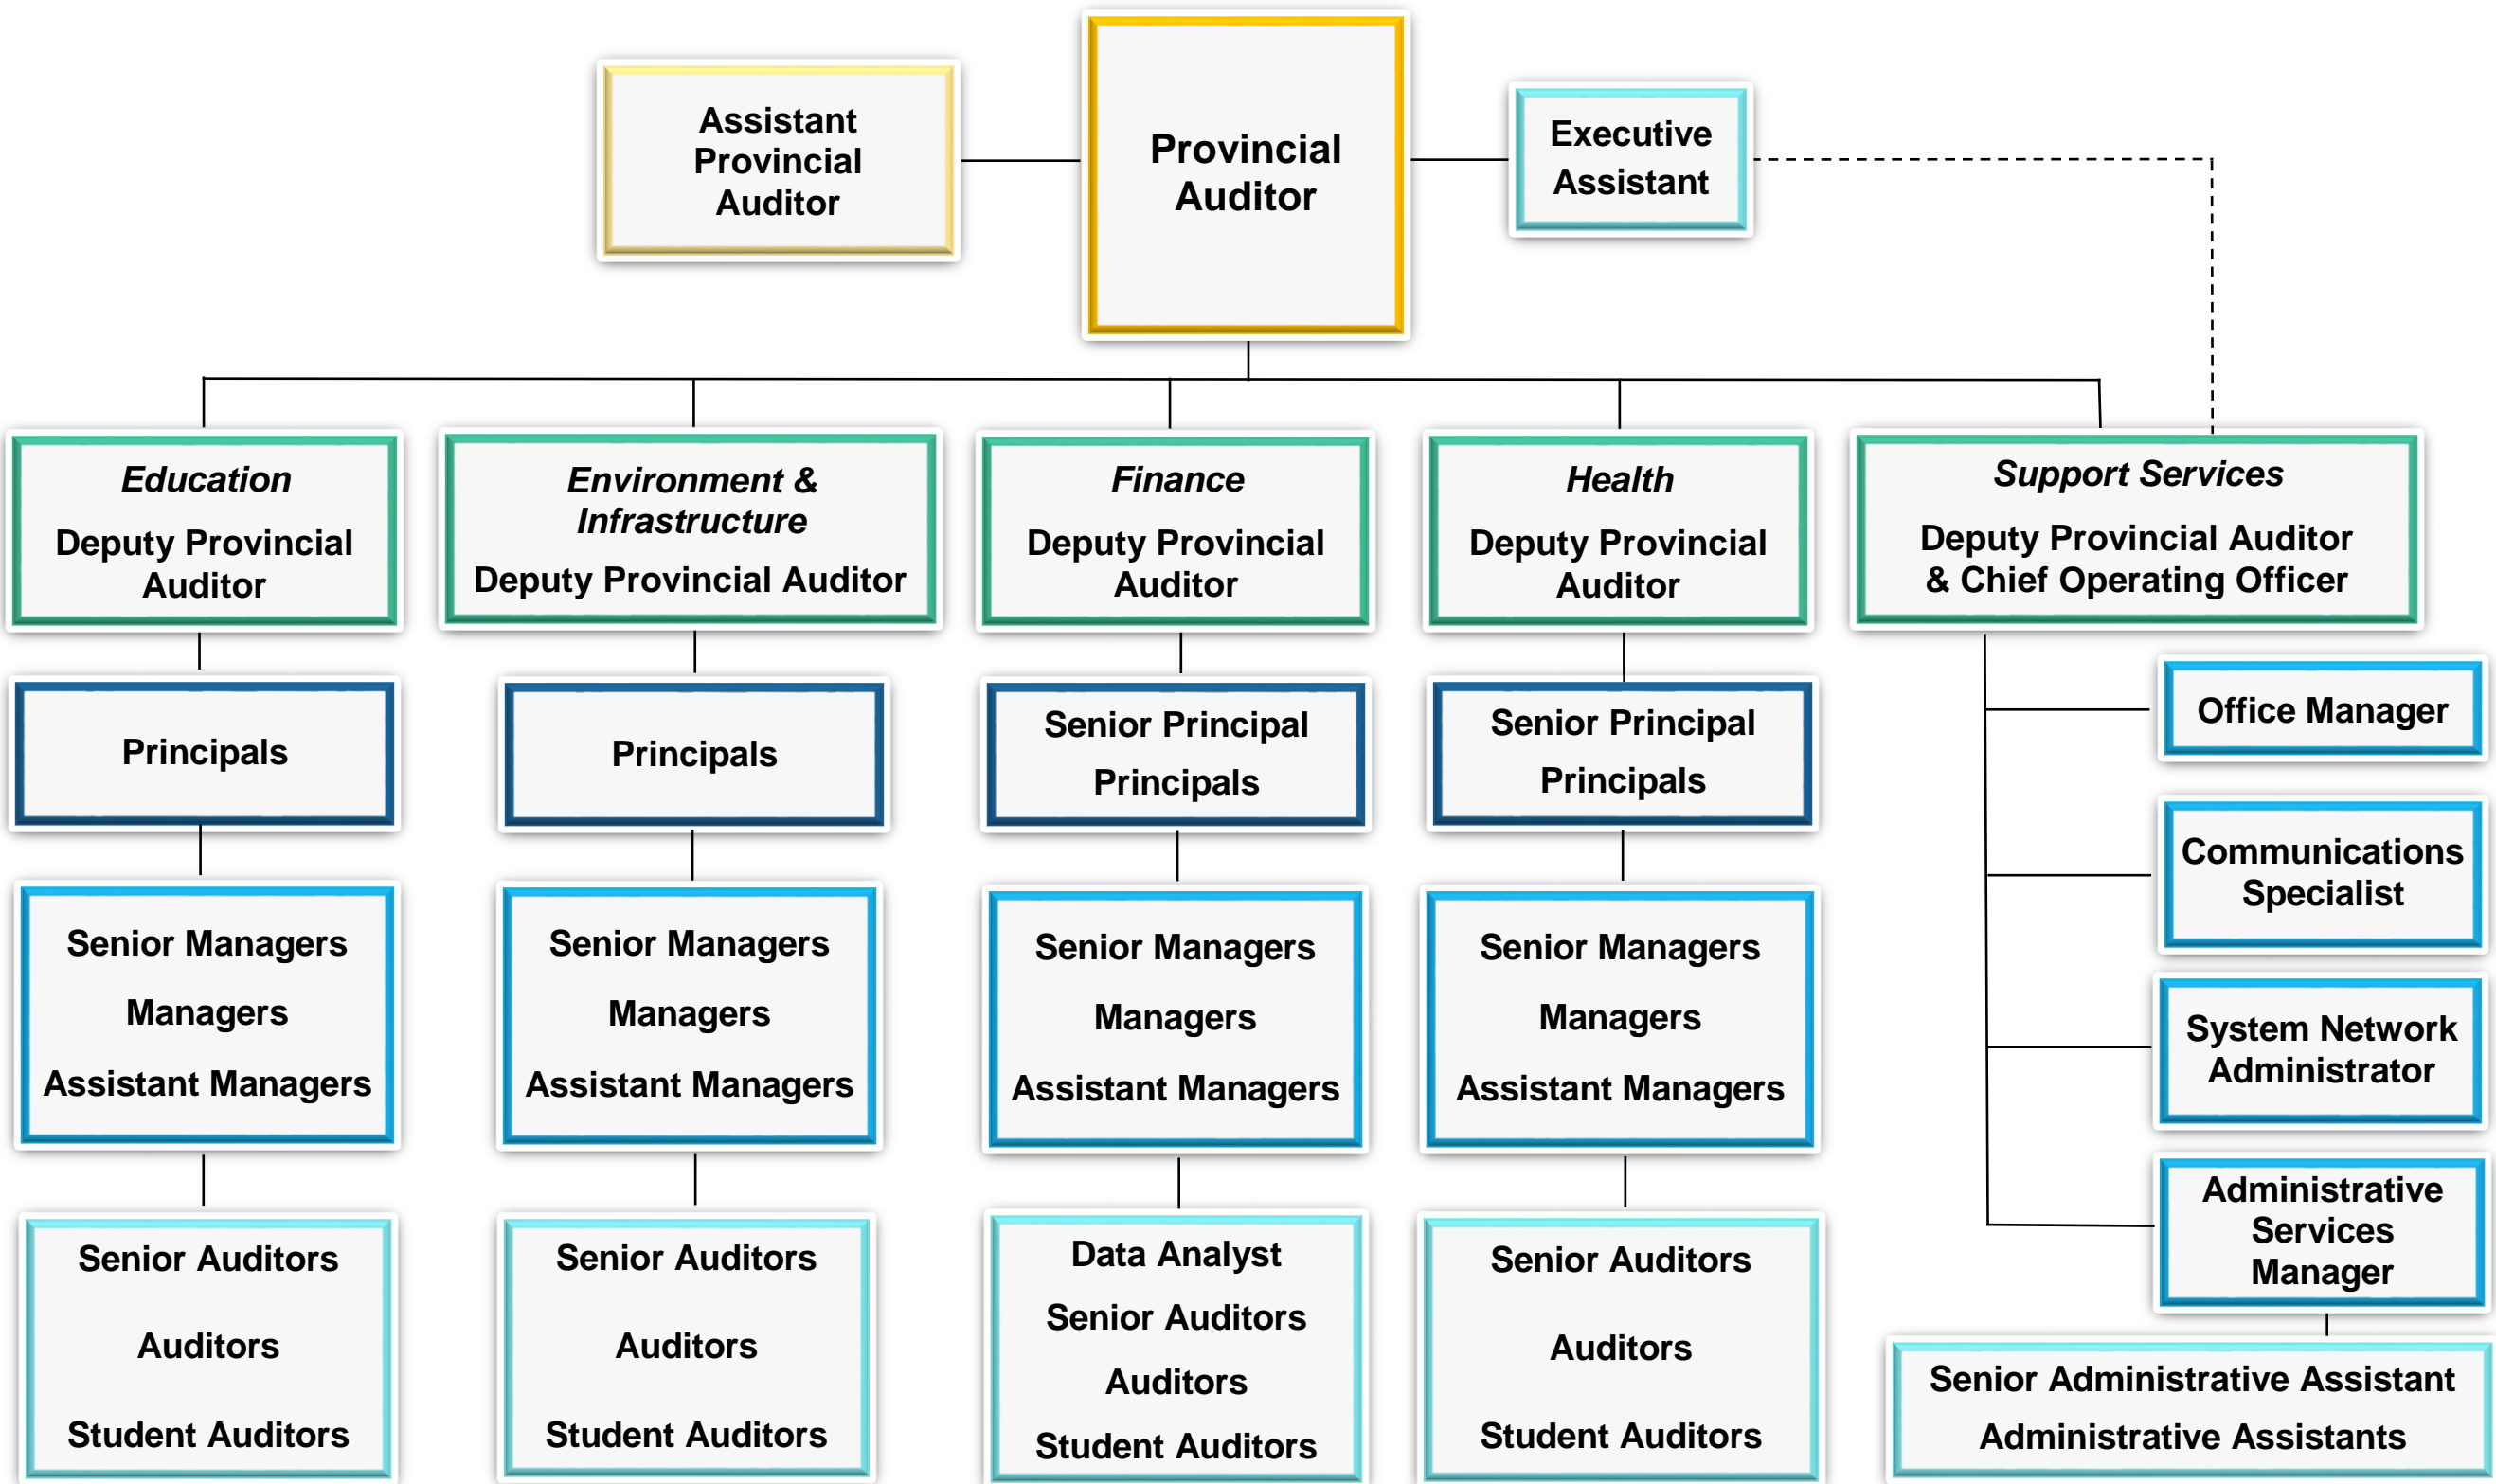 Assistant
Provincial
Auditor
Provincial
Auditor
Executive
Assistant
Education
Deputy Provincial
Auditor
Environment &
Infrastructure
Deputy Provincial Auditor
Finance
Deputy Provincial
Auditor
Health
Deputy Provincial
Auditor
Support Services
Deputy Provincial Auditor
& Chief Operating Officer
Principals
Principals
Senior Principal
Principals
Senior Principal
Principals
Office Manager
Communications
Specialist
System Network
Administrator
Administrative
Services
Manager
Senior Managers
Managers
Assistant Managers
Senior Managers
Managers
Assistant Managers
Senior Managers
Managers
Assistant Managers
Senior Managers
Managers
Assistant Managers
Senior Auditors
Auditors
Student Auditors
Senior Auditors
Auditors
Student Auditors
Data Analyst
Senior Auditors
Auditors
Student Auditors
Senior Auditors
Auditors
Student Auditors
Senior Administrative Assistant
Administrative Assistants